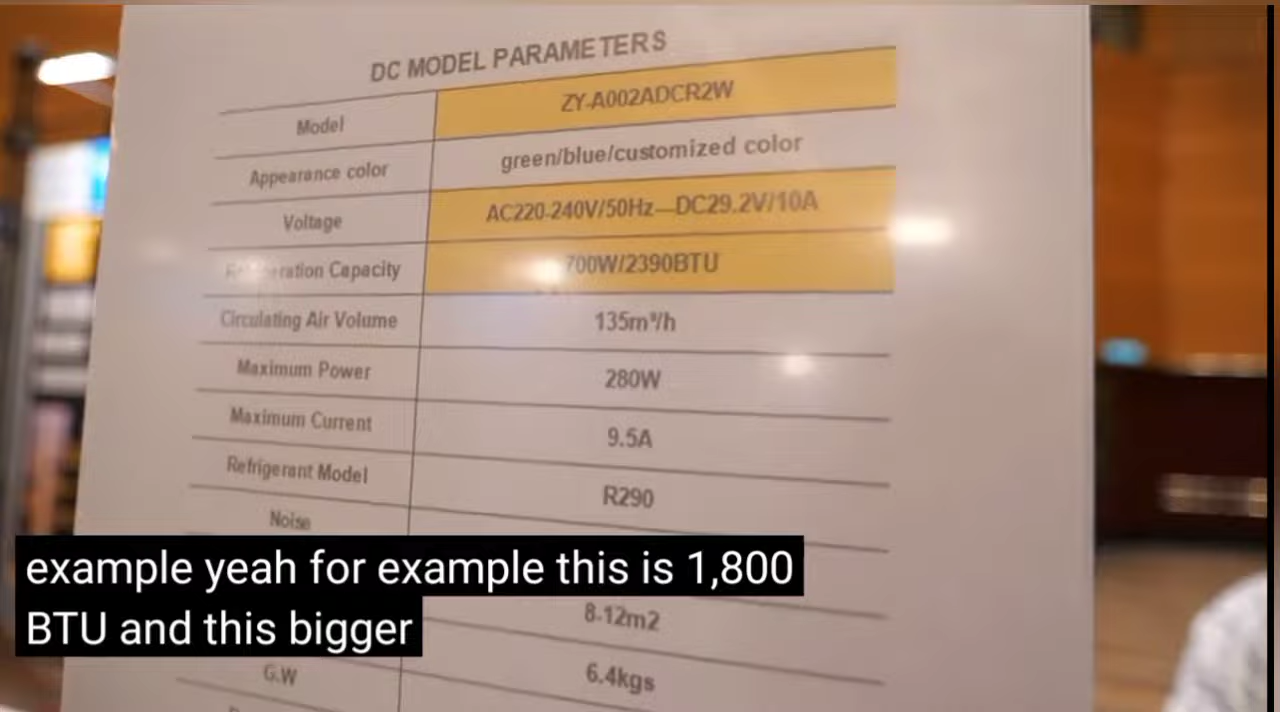 DC MODEL PARAMETERS
Model ZY-A002ADCR2W
Appearance color green/blue/customized color
Voltage AC220-240V/50Hz—DC29.2V/10A
Capacity 700W/2390BTU
Circulating Air Volume 135m³/h
Maximum Power 280W
Maximum Current 9.5A
Refrigerant Model R290
Noise
example yeah for example this is 1,800
BTU and this bigger
8-12m2
G.W 6.4kgs